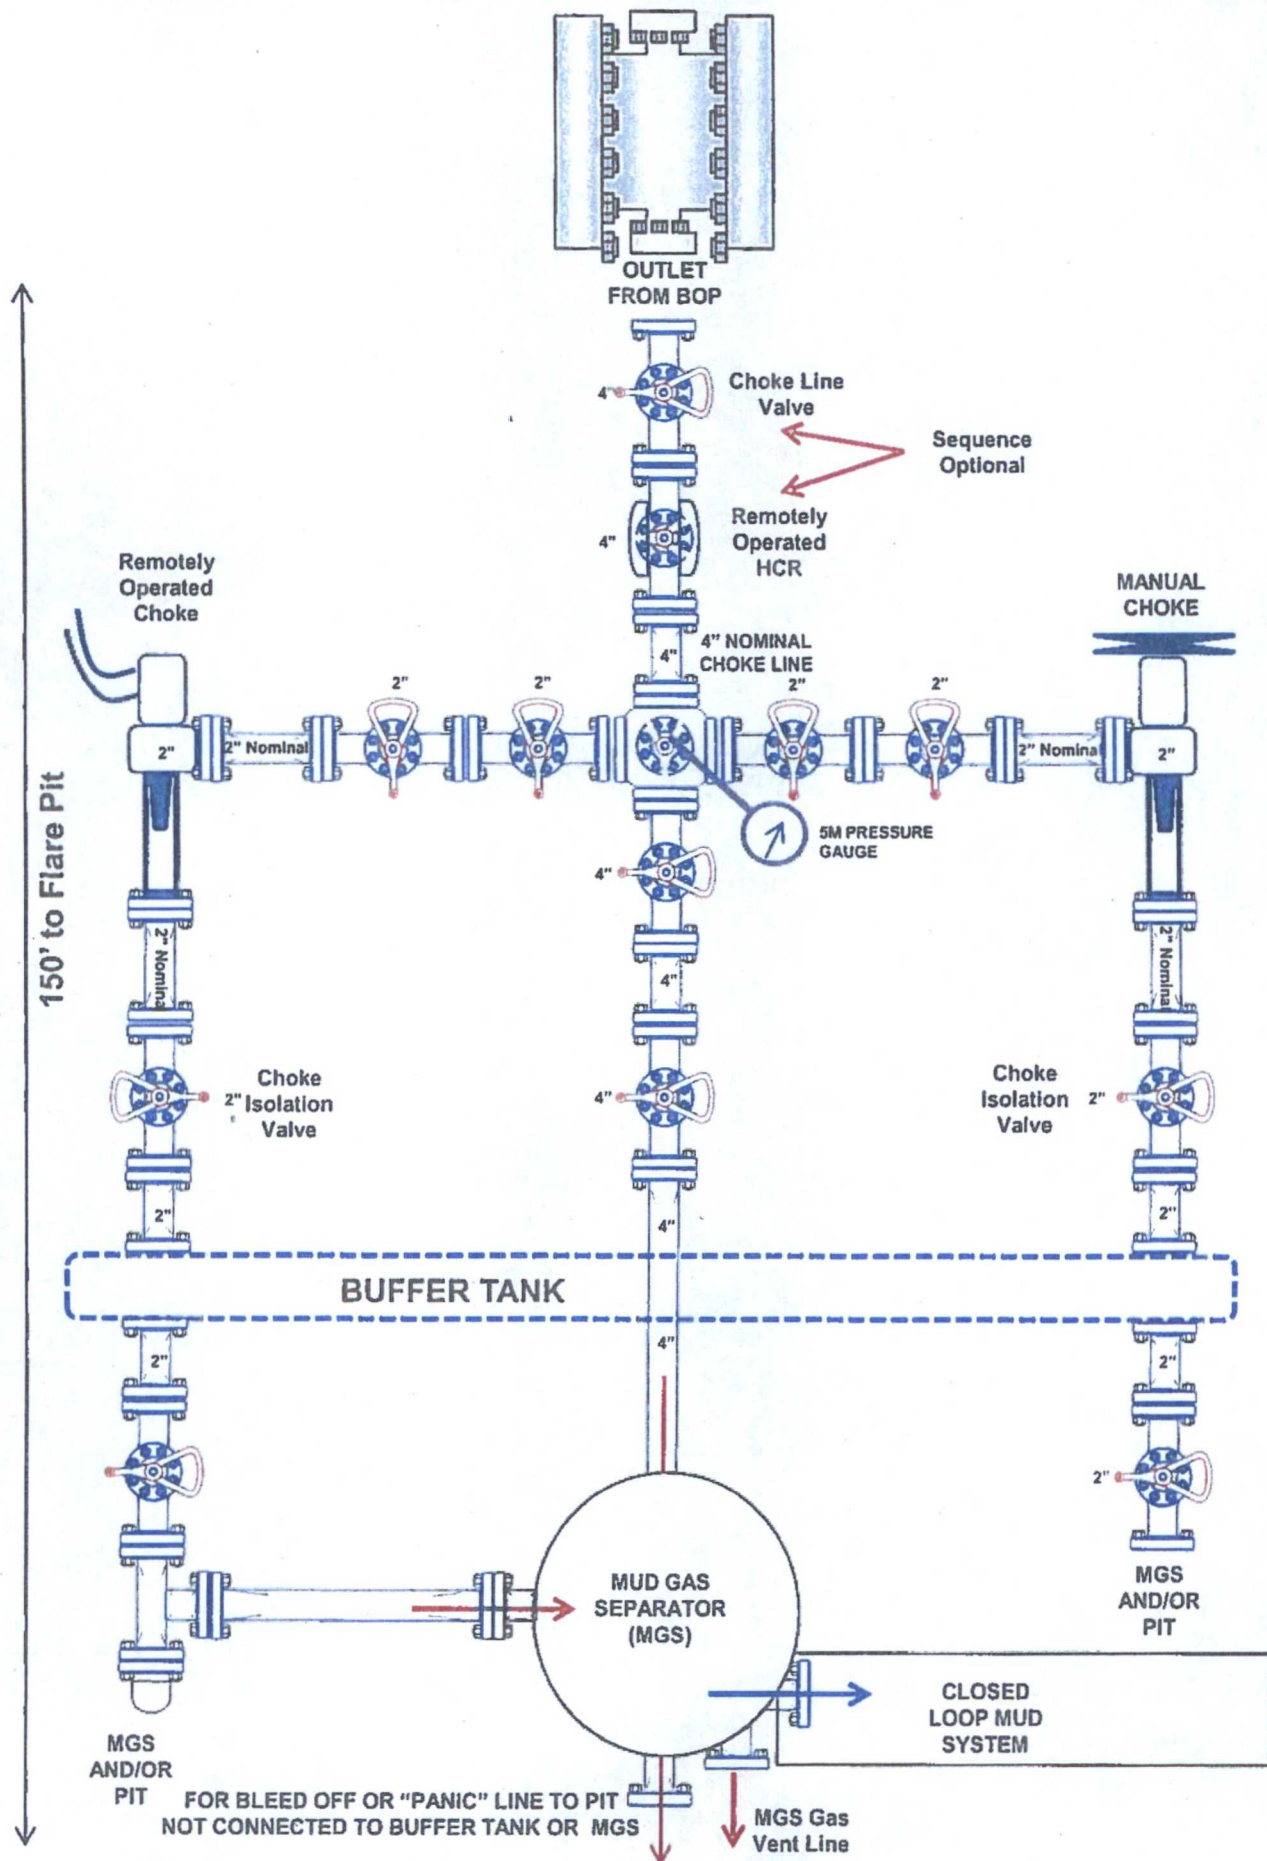 OUTLET
FROM BOP
4"
Choke Line
Valve
Sequence
Optional
4"
Remotely
Operated
HCR
Remotely
Operated
Choke
MANUAL
CHOKE
4"
4" NOMINAL
CHOKE LINE
2"
2"
2"
2"
2"
2" Nominal
2" Nomina
2"
5M PRESSURE
GAUGE
4"
150' to Flare Pit
2" Nominal
4"
2" Nominal
2"
Choke
Isolation
Valve
4"
Choke
Isolation
Valve
2"
2"
4"
2"
BUFFER TANK
2"
4"
2"
2"
MUD GAS
SEPARATOR
(MGS)
MGS
AND/OR
PIT
CLOSED
LOOP MUD
SYSTEM
MGS
AND/OR
PIT
FOR BLEED OFF OR "PANIC" LINE TO PIT
NOT CONNECTED TO BUFFER TANK OR MGS
MGS Gas
Vent Line